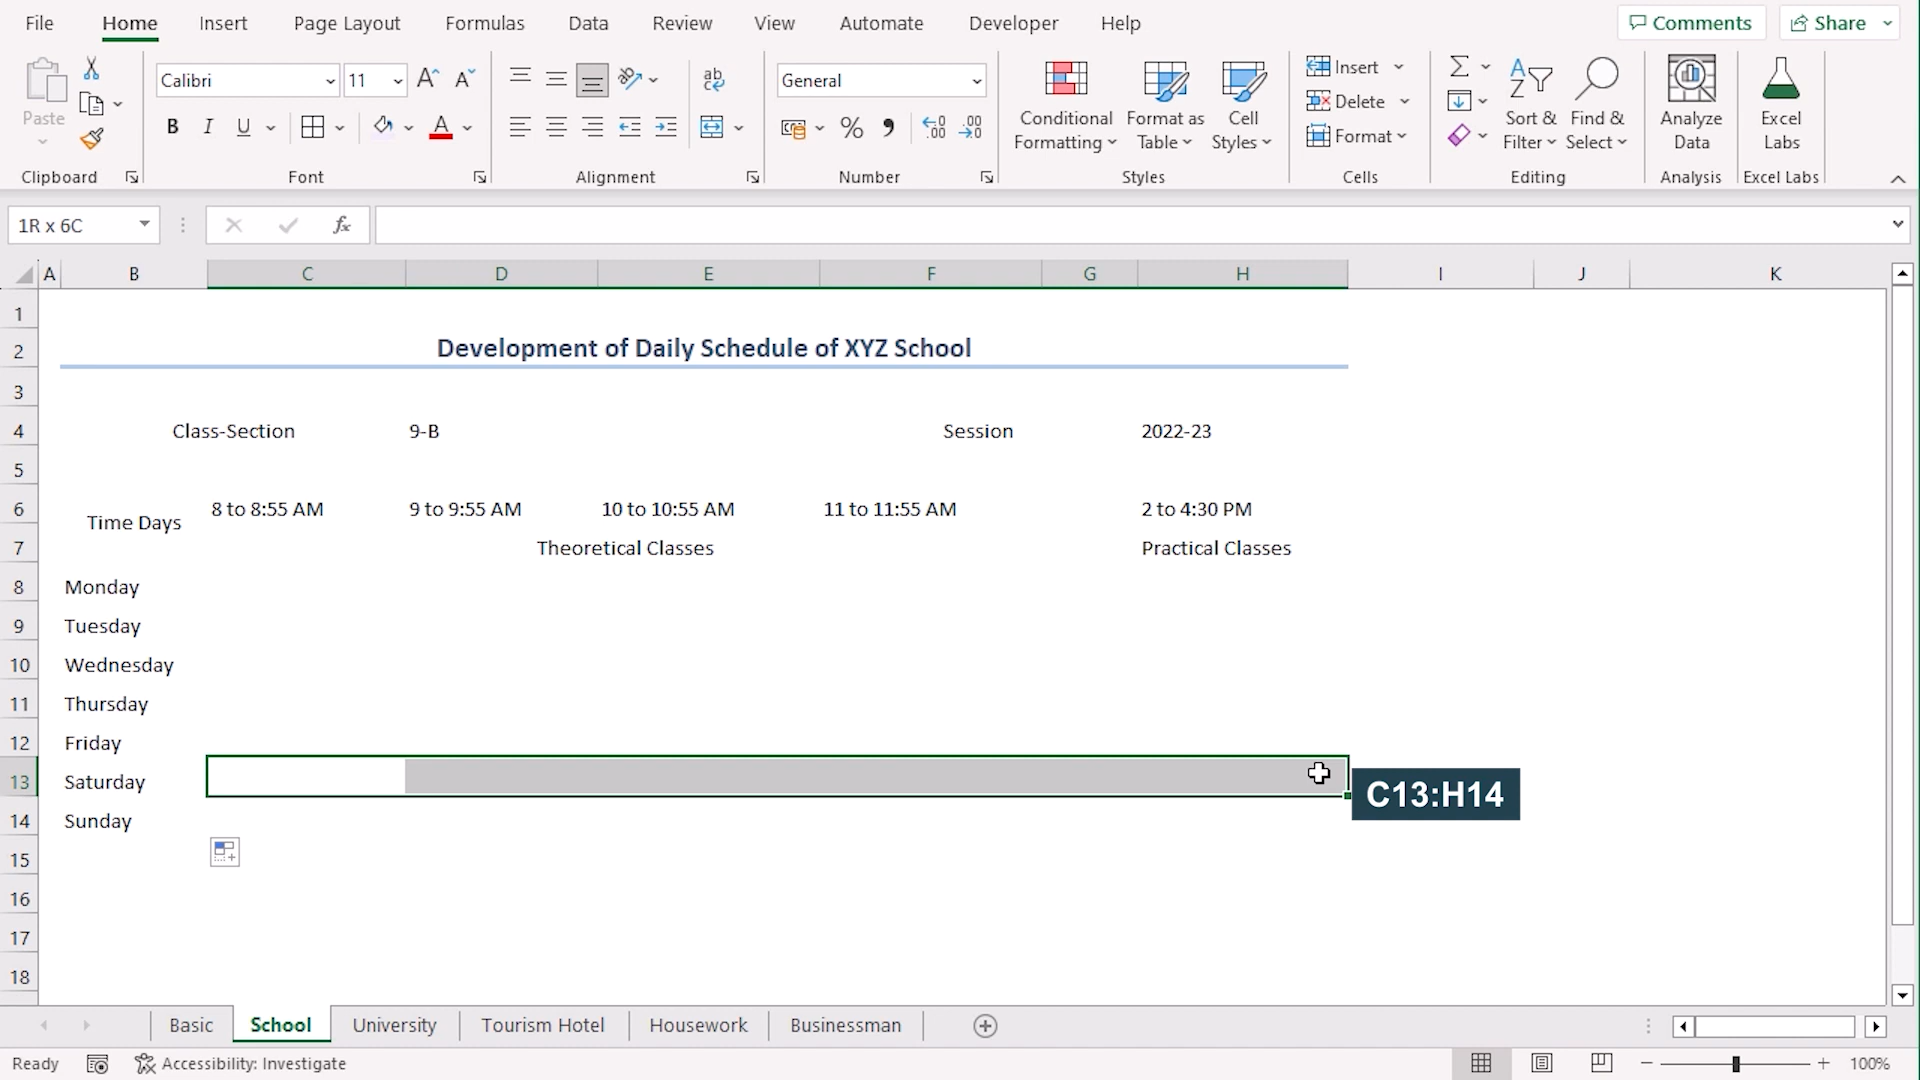 File Home Insert Page Layout Formulas Data Review View Automate Developer Help Comments Share
Paste
Clipboard
Calibri 11
B I U A
Font
ab
Alignment
General
% 9 .00 .00
Number
Conditional Formatting
Format as Table
Cell Styles
Styles
Insert
Delete
Format
Cells
Sort & Filter
Find & Select
Editing
Analyze Data
Analysis
Excel Labs
Excel Labs
1R x 6C fx
A B C D E F G H I J K
1
2 Development of Daily Schedule of XYZ School
3
4 Class-Section 9-B Session 2022-23
5
6 8 to 8:55 AM 9 to 9:55 AM 10 to 10:55 AM 11 to 11:55 AM 2 to 4:30 PM
Time Days
7 Theoretical Classes Practical Classes
8 Monday
9 Tuesday
10 Wednesday
11 Thursday
12 Friday
13 Saturday
C13:H14
14 Sunday
15
16
17
18
Basic School University Tourism Hotel Housework Businessman
Ready Accessibility: Investigate 100%